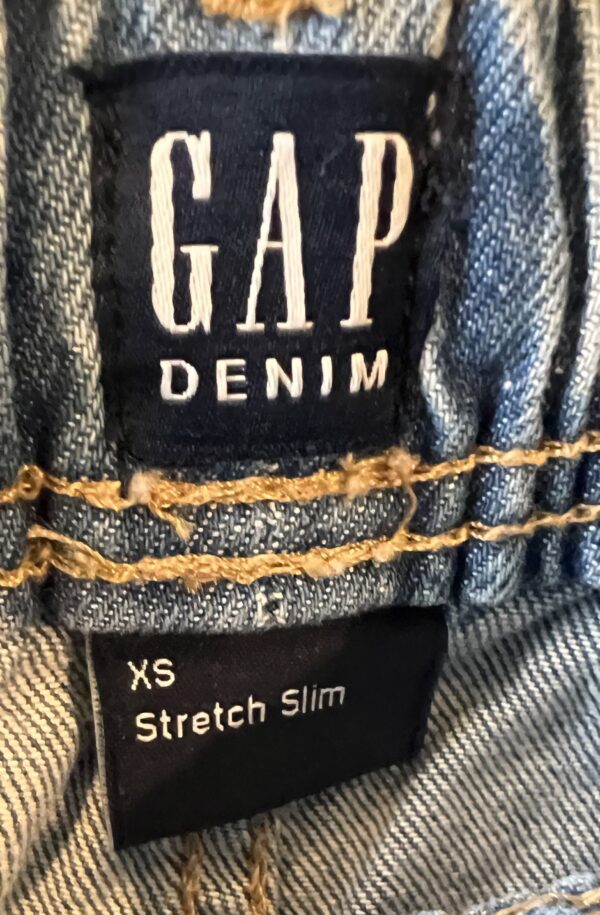 GAP
DENIM
XS
Stretch Slim